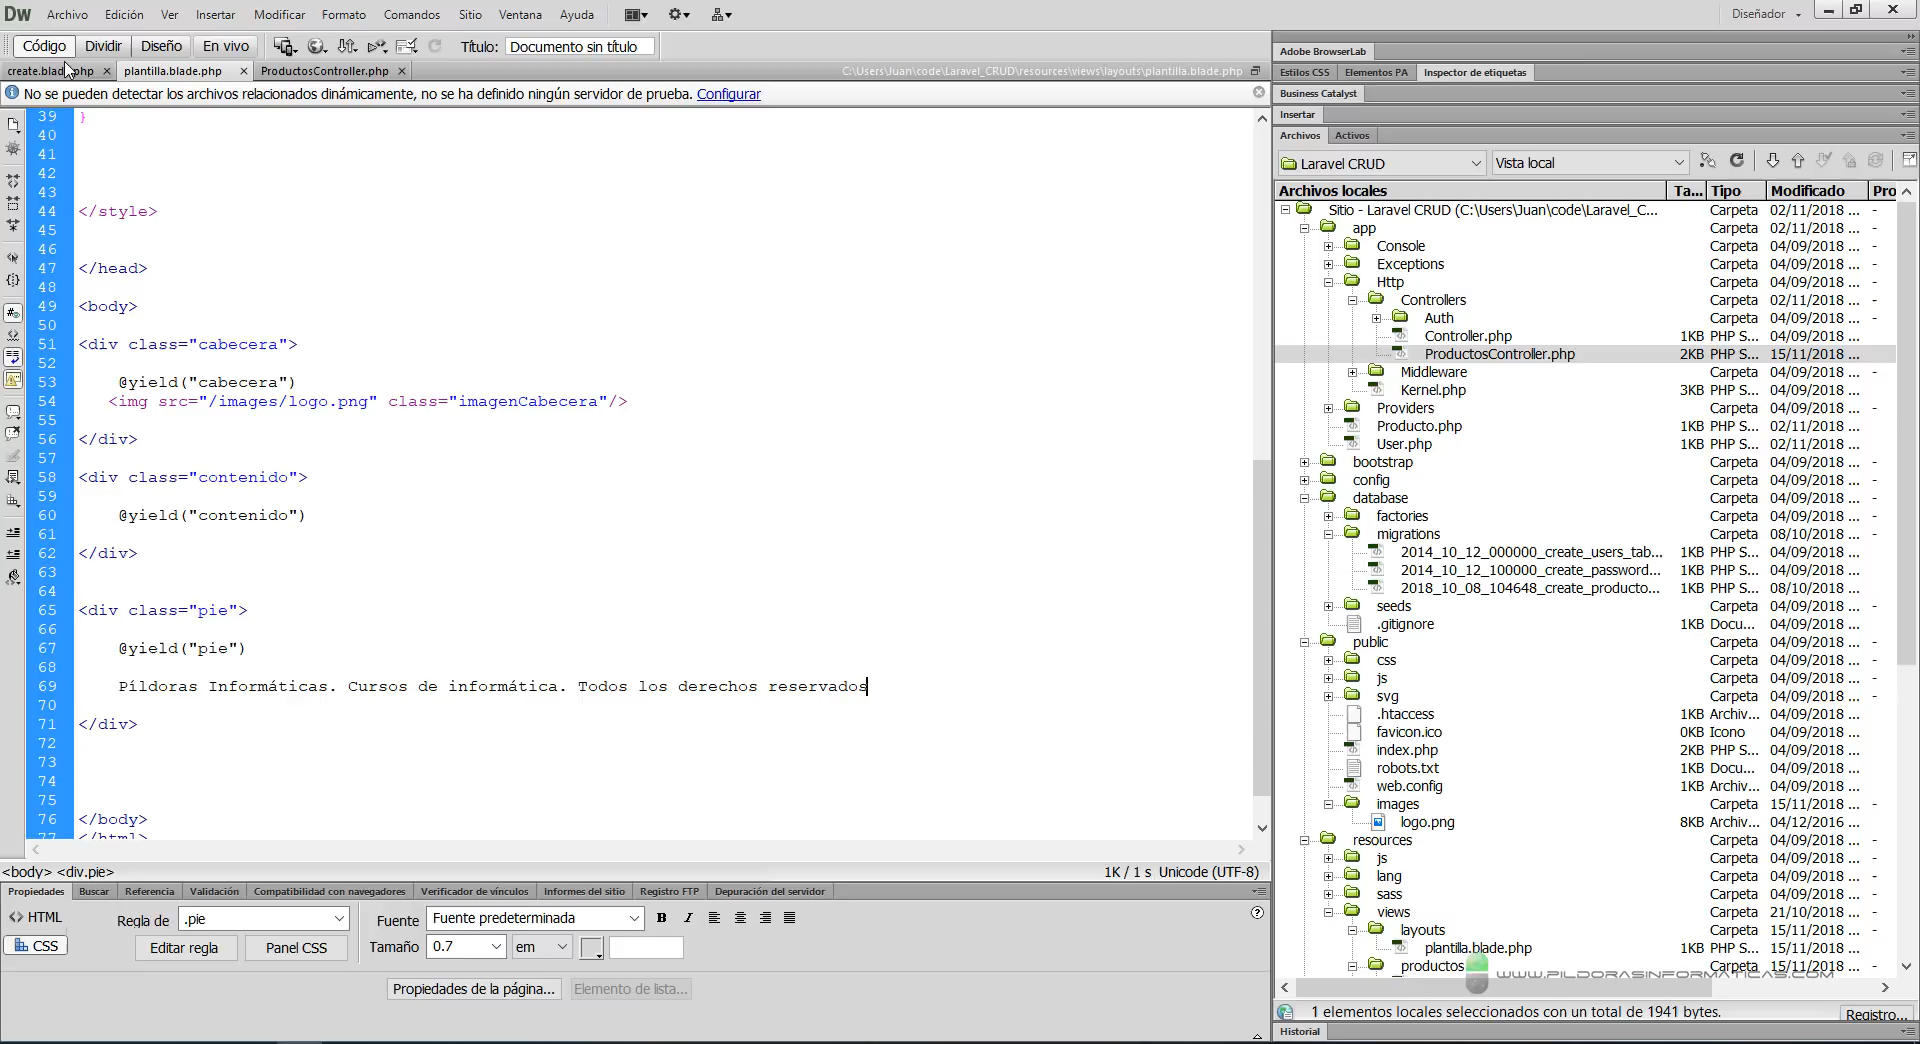 Dw Archivo Edición Ver Insertar Modificar Formato Comandos Sitio Ventana Ayuda Diseñador
Código Dividir Diseño En vivo Título: Documento sin título
create.blade.php plantilla.blade.php ProductosController.php C:\Users\Juan\code\Laravel_CRUD\resources\views\layouts\plantilla.blade.php
No se pueden detectar los archivos relacionados dinámicamente, no se ha definido ningún servidor de prueba. Configurar
39 }
40
41
42
43
44 </style>
45
46
47 </head>
48
49 <body>
50
51 <div class="cabecera">
52
53 @yield("cabecera")
54 <img src="/images/logo.png" class="imagenCabecera"/>
55
56 </div>
57
58 <div class="contenido">
59
60 @yield("contenido")
61
62 </div>
63
64
65 <div class="pie">
66
67 @yield("pie")
68
69 Píldoras Informáticas. Cursos de informática. Todos los derechos reservados
70
71 </div>
72
73
74
75
76 </body>
77 </html>
<body> <div.pie> 1K / 1 s Unicode (UTF-8)
Propiedades Buscar Referencia Validación Compatibilidad con navegadores Verificador de vínculos Informes del sitio Registro FTP Depuración del servidor
<> HTML Regla de .pie Fuente Fuente predeterminada B I
CSS Editar regla Panel CSS Tamaño 0.7 em
Propiedades de la página... Elemento de lista...
Adobe BrowserLab
Estilos CSS Elementos PA Inspector de etiquetas
Business Catalyst
Insertar
Archivos Activos
Laravel CRUD Vista local
Archivos locales Ta... Tipo Modificado Pro
Sitio - Laravel CRUD (C:\Users\Juan\code\Laravel_C... Carpeta 02/11/2018 ... -
app Carpeta 02/11/2018 ... -
Console Carpeta 04/09/2018 ... -
Exceptions Carpeta 04/09/2018 ... -
Http Carpeta 04/09/2018 ... -
Controllers Carpeta 02/11/2018 ... -
Auth Carpeta 04/09/2018 ... -
Controller.php 1KB PHP S... 04/09/2018 ...
ProductosController.php 2KB PHP S... 15/11/2018 ...
Middleware Carpeta 04/09/2018 ... -
Kernel.php 3KB PHP S... 04/09/2018 ...
Providers Carpeta 04/09/2018 ... -
Producto.php 1KB PHP S... 02/11/2018 ...
User.php 1KB PHP S... 02/11/2018 ...
bootstrap Carpeta 04/09/2018 ... -
config Carpeta 04/09/2018 ... -
database Carpeta 04/09/2018 ... -
factories Carpeta 04/09/2018 ... -
migrations Carpeta 08/10/2018 ... -
2014_10_12_000000_create_users_tab... 1KB PHP S... 04/09/2018 ...
2014_10_12_100000_create_password... 1KB PHP S... 04/09/2018 ...
2018_10_08_104648_create_producto... 1KB PHP S... 08/10/2018 ...
seeds Carpeta 04/09/2018 ... -
.gitignore 1KB Docu... 04/09/2018 ...
public Carpeta 04/09/2018 ... -
css Carpeta 04/09/2018 ... -
js Carpeta 04/09/2018 ... -
svg Carpeta 04/09/2018 ... -
.htaccess 1KB Archiv... 04/09/2018 ...
favicon.ico 0KB Icono 04/09/2018 ...
index.php 2KB PHP S... 04/09/2018 ...
robots.txt 1KB Docu... 04/09/2018 ...
web.config 1KB Archiv... 04/09/2018 ...
images Carpeta 15/11/2018 ... -
logo.png 8KB Archiv... 04/12/2016 ...
resources Carpeta 04/09/2018 ... -
js Carpeta 04/09/2018 ... -
lang Carpeta 04/09/2018 ... -
sass Carpeta 04/09/2018 ... -
views Carpeta 21/10/2018 ... -
layouts Carpeta 15/11/2018 ... -
plantilla.blade.php 1KB PHP S... 15/11/2018 ...
productos Carpeta 15/11/2018 ... -
WWW.PILDORASINFORMATICAS.COM
1 elementos locales seleccionados con un total de 1941 bytes. Registro...
Historial